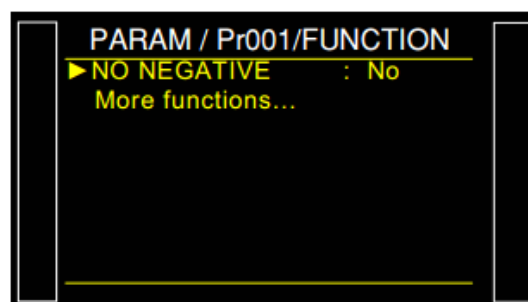 PARAM / Pr001/FUNCTION
►NO NEGATIVE : No
More functions...